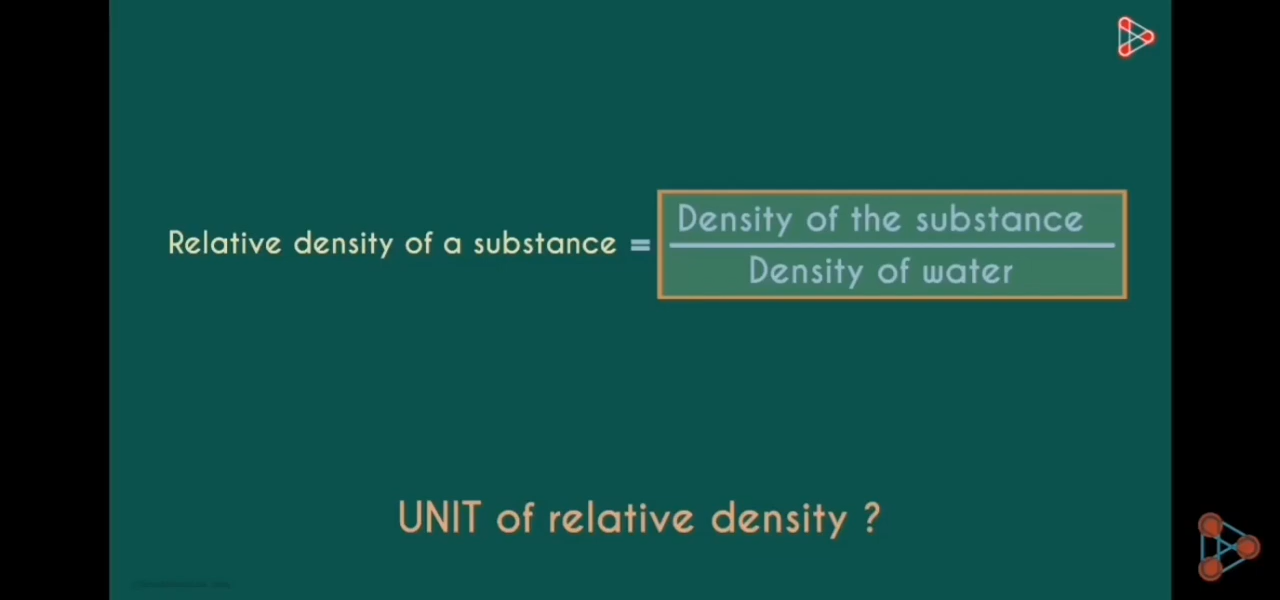 Relative density of a substance = Density of the substance
Density of water
UNIT of relative density ?